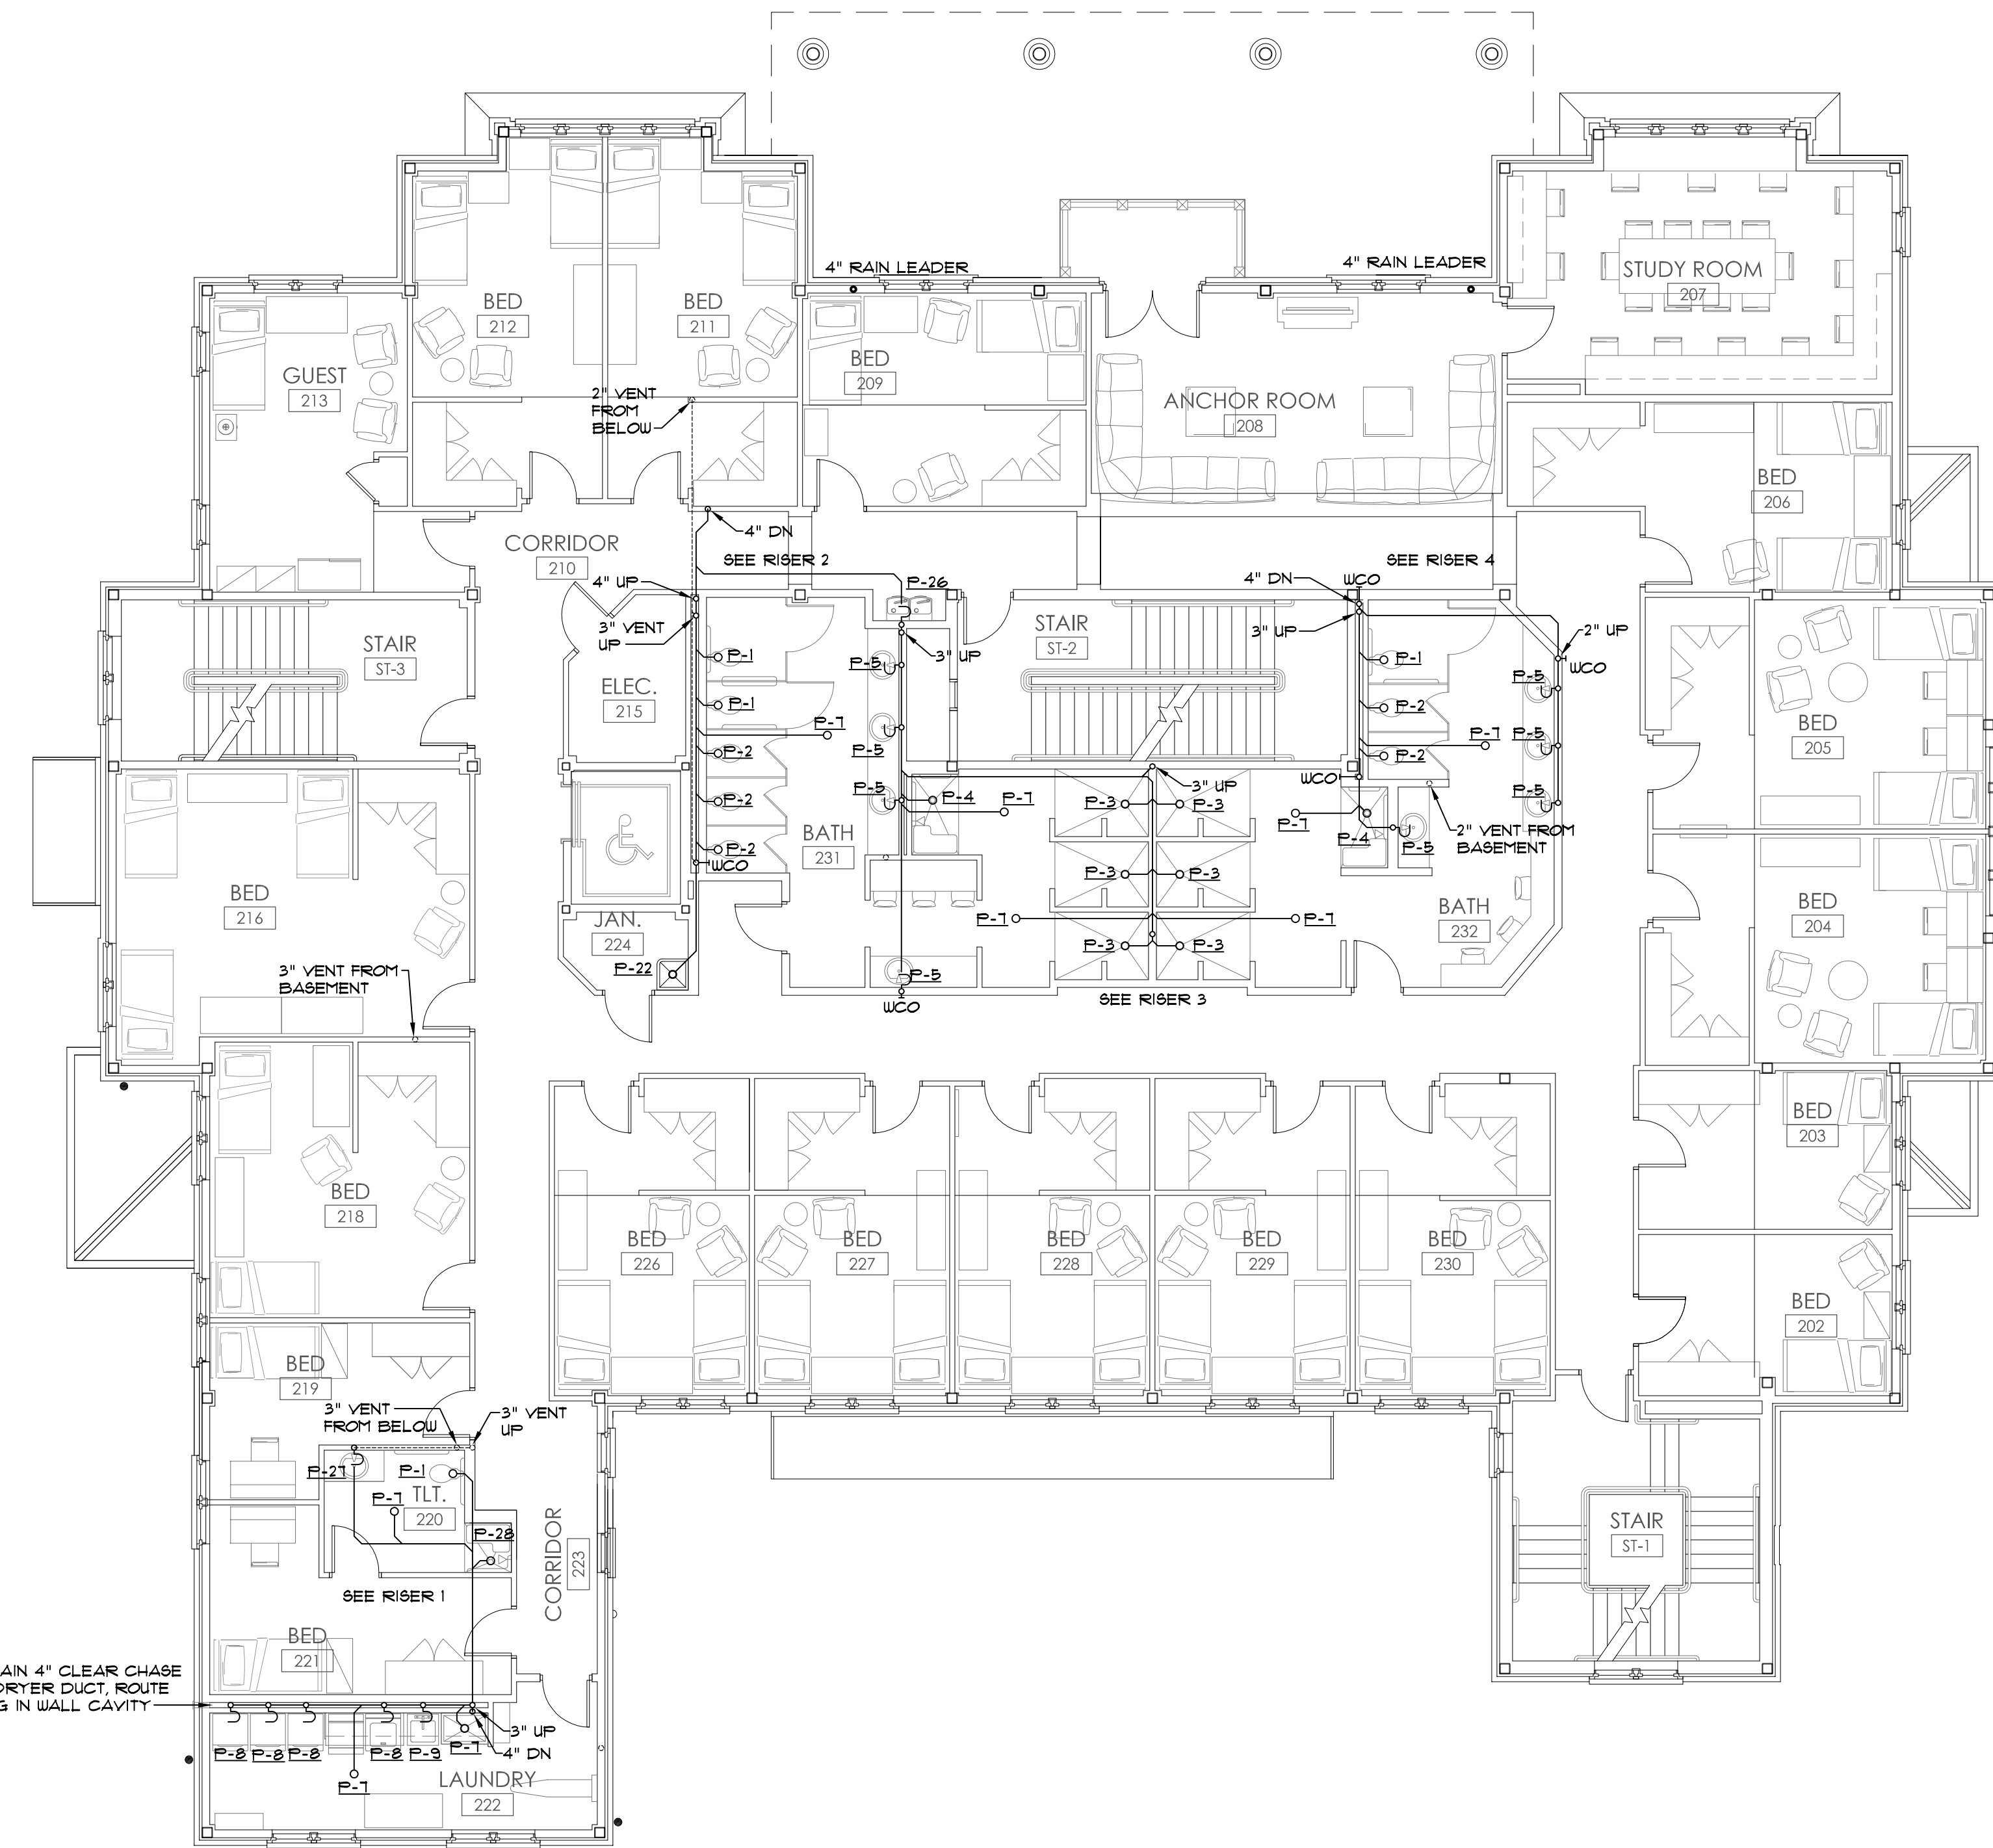 4" RAIN LEADER
4" RAIN LEADER
STUDY ROOM
207
BED
212
BED
211
BED
209
GUEST
213
2" VENT
FROM
BELOW
ANCHOR ROOM
208
BED
206
4" DN
CORRIDOR
210
SEE RISER 2
SEE RISER 4
4" UP
P-26
4" DN
WCO
3" VENT
UP
STAIR
ST-2
3" UP
2" UP
WCO
STAIR
ST-3
P-1
P-5
3" UP
P-1
P-5
ELEC.
215
P-1
P-7
P-2
P-7
P-5
BED
205
P-2
P-5
P-2
WCO
3" UP
P-2
P-5
P-4
P-7
P-3
P-3
P-7
P-4
P-5
P-5
2" VENT FROM
BASEMENT
BATH
231
P-2
WCO
P-3
P-3
BED
216
BED
204
JAN.
224
P-7
P-7
BATH
232
P-22
P-3
P-3
P-5
WCO
SEE RISER 3
3" VENT FROM
BASEMENT
BED
203
BED
218
BED
226
BED
227
BED
228
BED
229
BED
230
BED
202
BED
219
3" VENT
FROM BELOW
3" VENT
UP
P-27
P-1
P-7
TLT.
220
P-28
CORRIDOR
223
STAIR
ST-1
SEE RISER 1
BED
221
AIN 4" CLEAR CHASE
DRYER DUCT, ROUTE
G IN WALL CAVITY
3" UP
4" DN
P-8
P-8
P-8
P-8
P-9
P-7
P-7
LAUNDRY
222